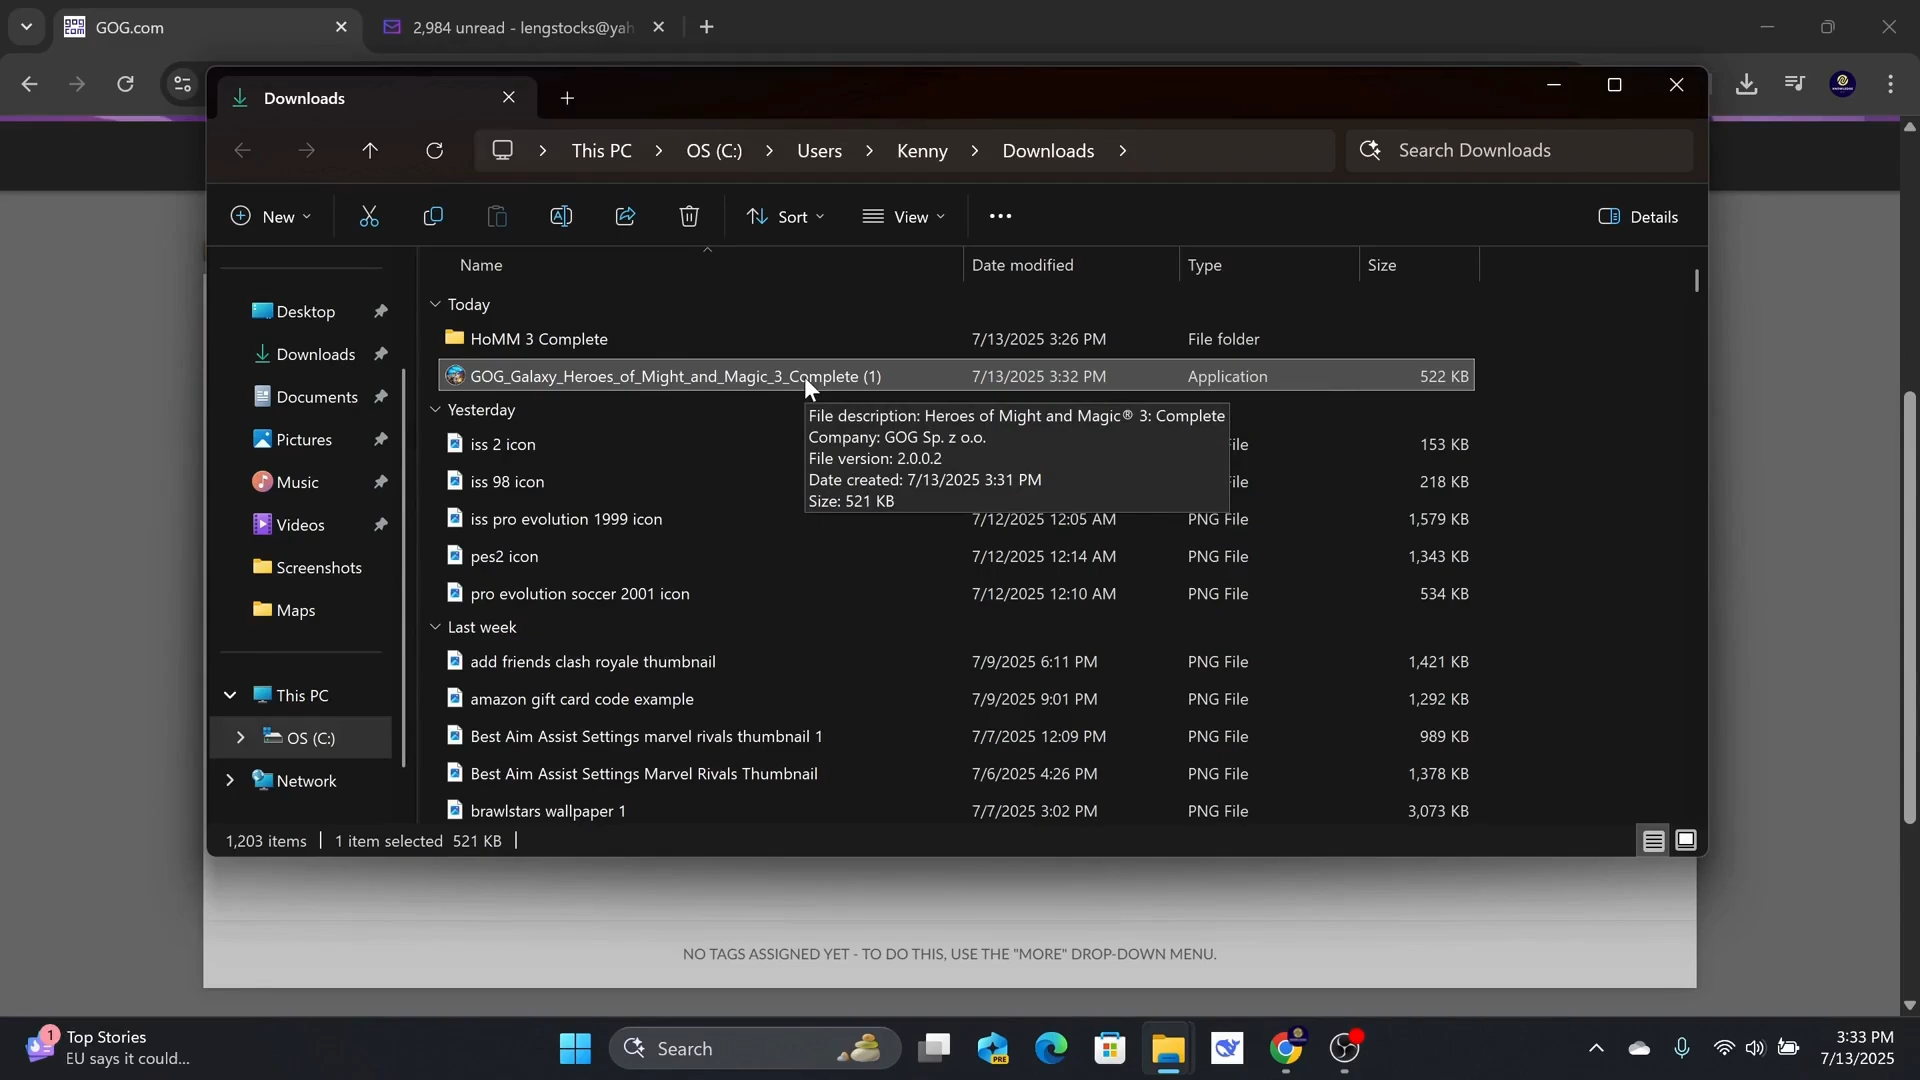 GOG.com
2,984 unread - lengstocks@yah
Downloads
This PC
OS (C:)
Users
Kenny
Downloads
Search Downloads
New
Sort
View
Details
Name
Date modified
Type
Size
Desktop
Downloads
Documents
Pictures
Music
Videos
Screenshots
Maps
This PC
OS (C:)
Network
Today
HoMM 3 Complete 7/13/2025 3:26 PM File folder
GOG_Galaxy_Heroes_of_Might_and_Magic_3_Complete (1) 7/13/2025 3:32 PM Application 522 KB
File description: Heroes of Might and Magic® 3: Complete
Company: GOG Sp. z o.o.
File version: 2.0.0.2
Date created: 7/13/2025 3:31 PM
Size: 521 KB
Yesterday
iss 2 icon File 153 KB
iss 98 icon File 218 KB
iss pro evolution 1999 icon 7/12/2025 12:05 AM PNG File 1,579 KB
pes2 icon 7/12/2025 12:14 AM PNG File 1,343 KB
pro evolution soccer 2001 icon 7/12/2025 12:10 AM PNG File 534 KB
Last week
add friends clash royale thumbnail 7/9/2025 6:11 PM PNG File 1,421 KB
amazon gift card code example 7/9/2025 9:01 PM PNG File 1,292 KB
Best Aim Assist Settings marvel rivals thumbnail 1 7/7/2025 12:09 PM PNG File 989 KB
Best Aim Assist Settings Marvel Rivals Thumbnail 7/6/2025 4:26 PM PNG File 1,378 KB
brawlstars wallpaper 1 7/7/2025 3:02 PM PNG File 3,073 KB
1,203 items
1 item selected 521 KB
NO TAGS ASSIGNED YET - TO DO THIS, USE THE "MORE" DROP-DOWN MENU.
1
Top Stories
EU says it could...
Search
PRE
3:33 PM
7/13/2025